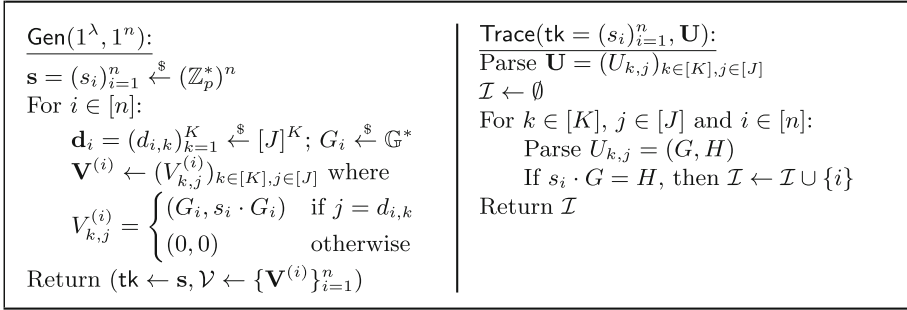 Gen(1^λ, 1^n):
s = (s_i)_{i=1}^n ←$ (ℤ_p^*)^n
For i ∈ [n]:
d_i = (d_{i,k})_{k=1}^K ←$ [J]^K; G_i ←$ 𝔾^*
V^{(i)} ← (V_{k,j}^{(i)})_{k∈[K],j∈[J]} where
V_{k,j}^{(i)} = { (G_i, s_i · G_i) if j = d_{i,k}
(0, 0) otherwise
Return (tk ← s, 𝒱 ← {V^{(i)}}_{i=1}^n)
Trace(tk = (s_i)_{i=1}^n, U):
Parse U = (U_{k,j})_{k∈[K],j∈[J]}
ℐ ← ∅
For k ∈ [K], j ∈ [J] and i ∈ [n]:
Parse U_{k,j} = (G, H)
If s_i · G = H, then ℐ ← ℐ ∪ {i}
Return ℐ